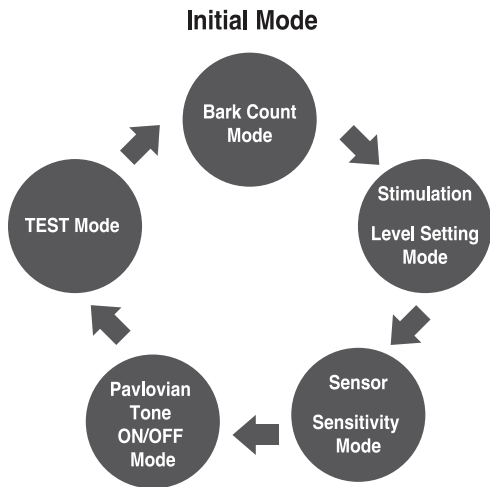 Initial Mode
Bark Count
Mode
Stimulation
Level Setting
Mode
Sensor
Sensitivity
Mode
Pavlovian
Tone
ON/OFF
Mode
TEST Mode